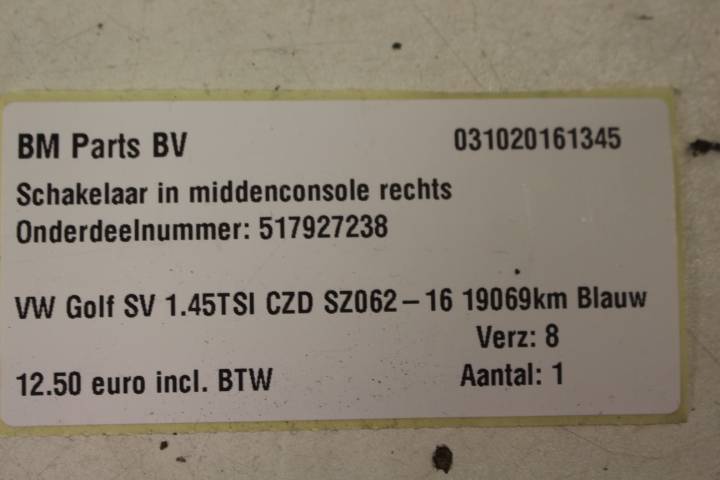 BM Parts BV 031020161345
Schakelaar in middenconsole rechts
Onderdeelnummer: 517927238
VW Golf SV 1.45TSI CZD SZ062-16 19069km Blauw
Verz: 8
12.50 euro incl. BTW Aantal: 1